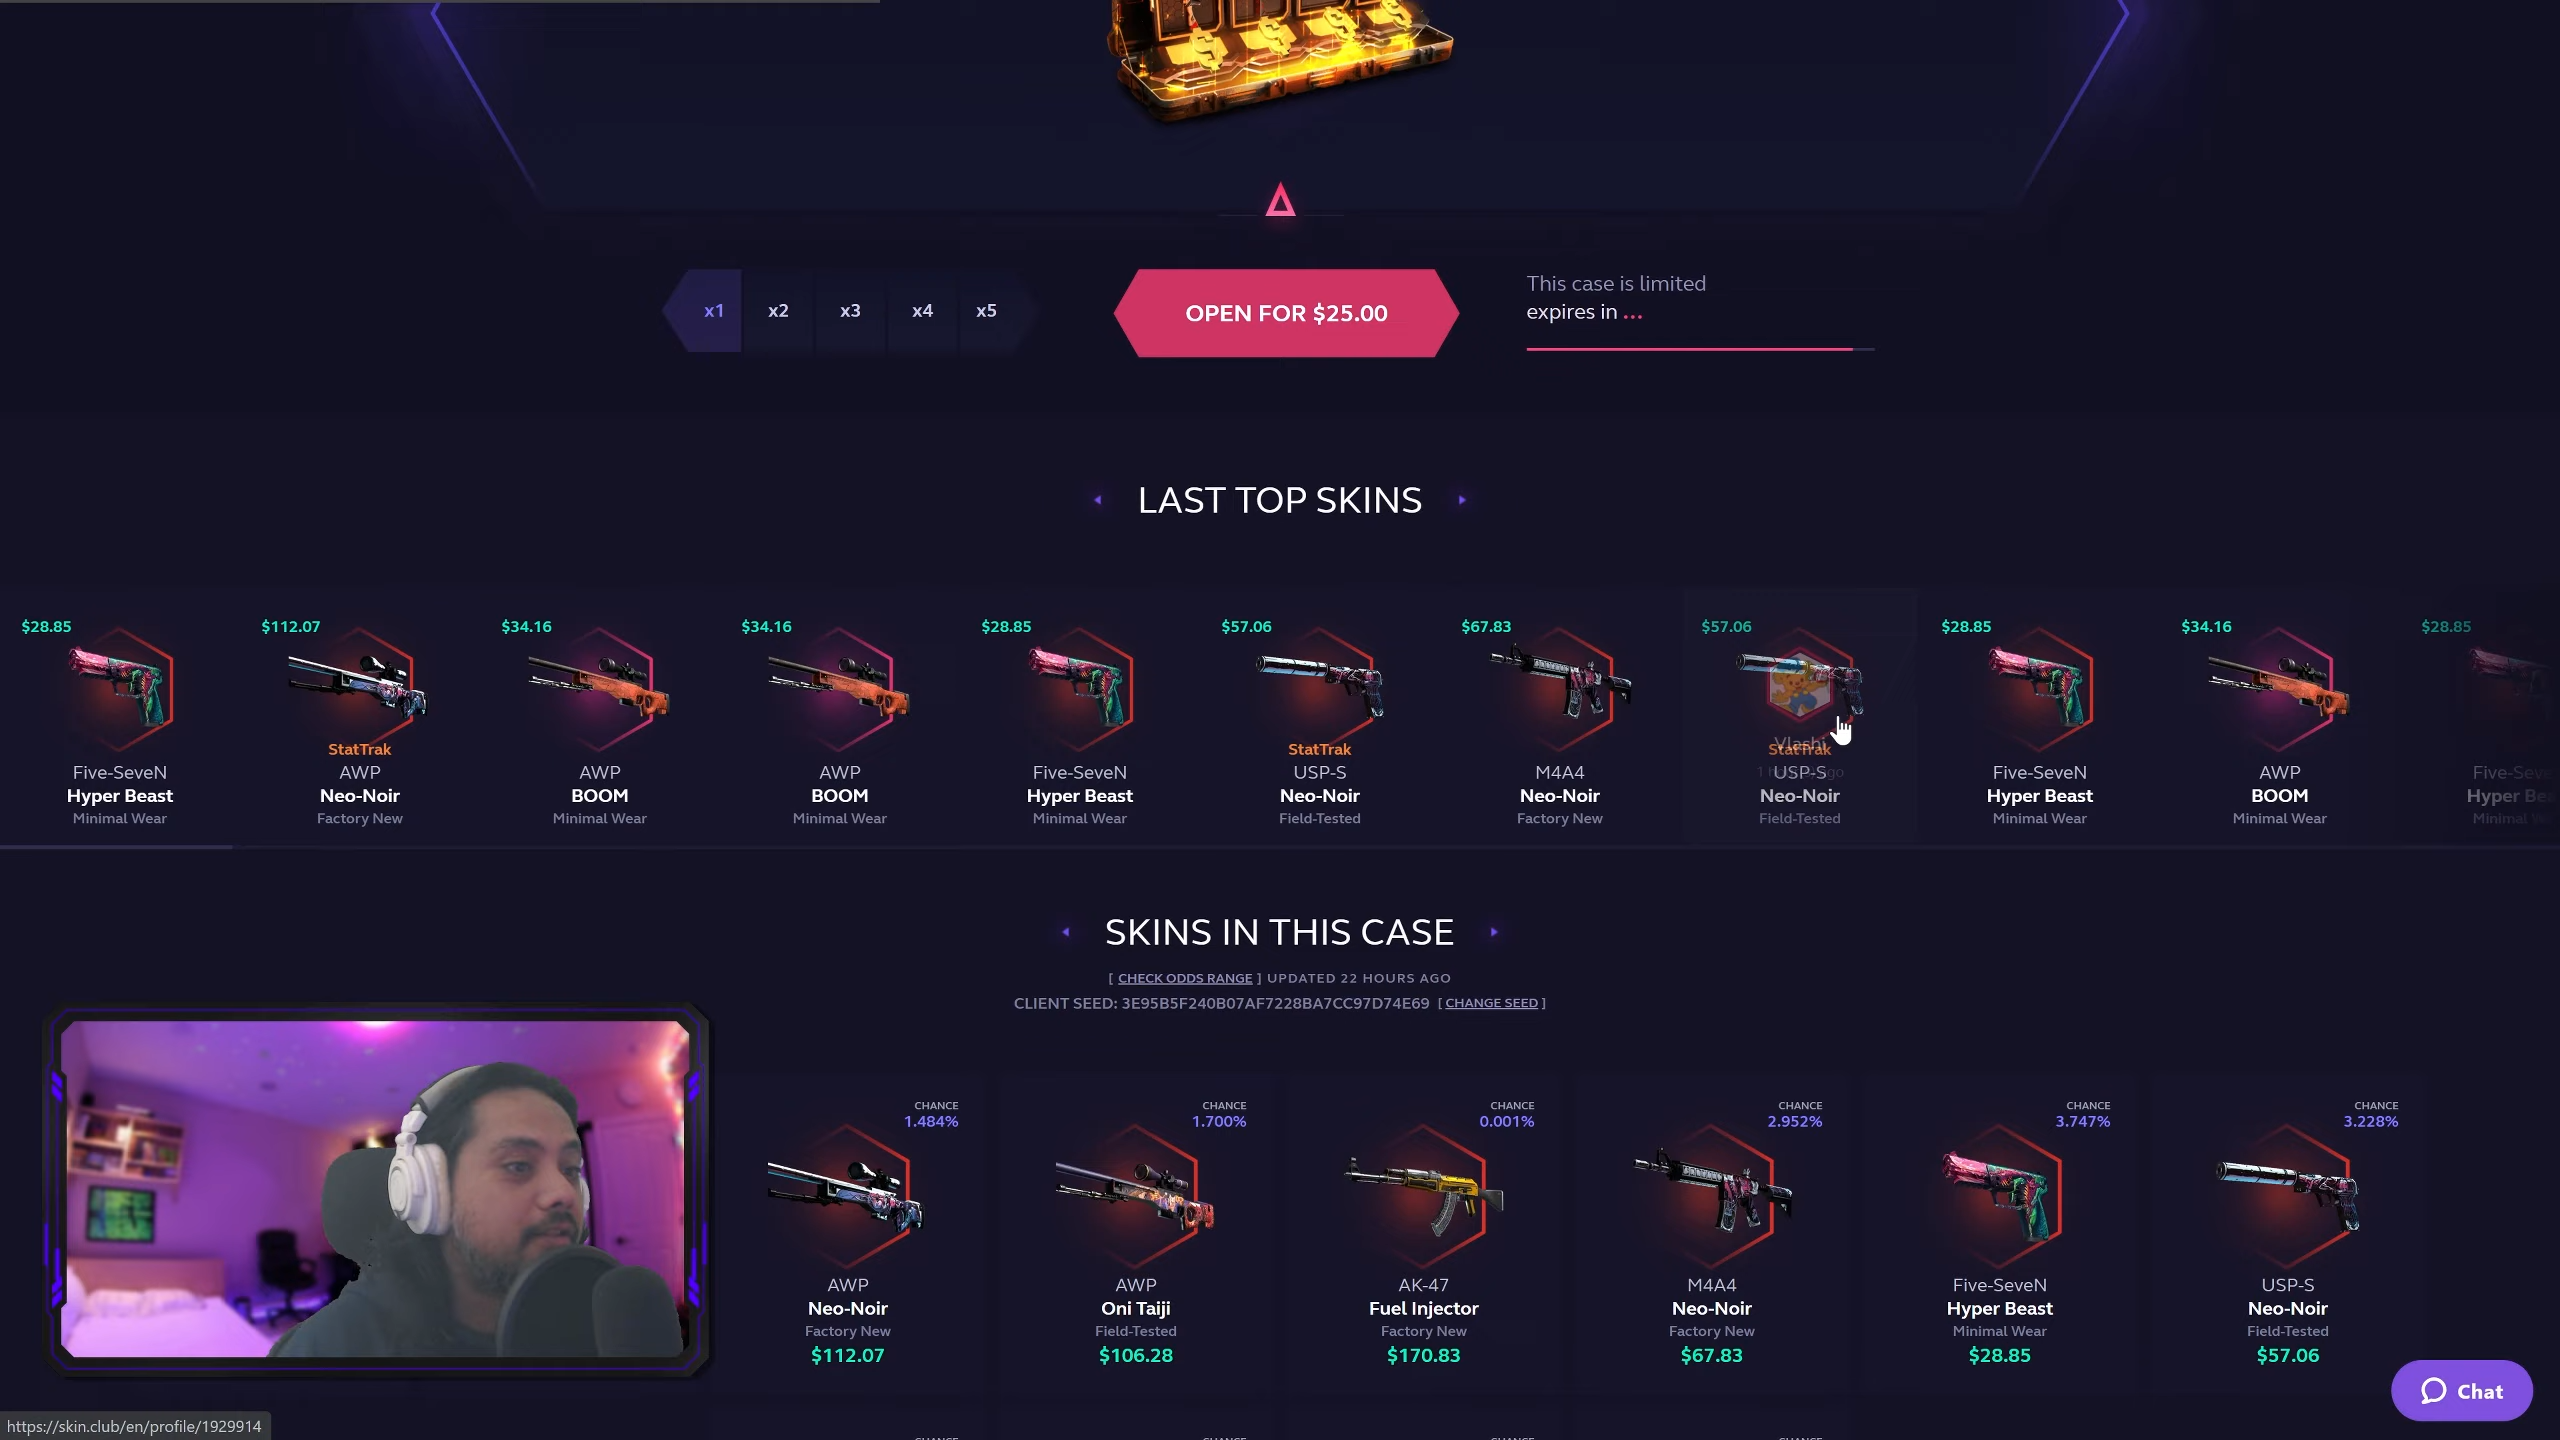 x1
x2
x3
x4
x5
OPEN FOR $25.00
This case is limited
expires in ...
LAST TOP SKINS
$28.85
Five-SeveN
Hyper Beast
Minimal Wear
$112.07
StatTrak
AWP
Neo-Noir
Factory New
$34.16
AWP
BOOM
Minimal Wear
$34.16
AWP
BOOM
Minimal Wear
$28.85
Five-SeveN
Hyper Beast
Minimal Wear
$57.06
StatTrak
USP-S
Neo-Noir
Field-Tested
$67.83
M4A4
Neo-Noir
Factory New
$57.06
StatTrak
USP-S
Neo-Noir
Field-Tested
$28.85
Five-SeveN
Hyper Beast
Minimal Wear
$34.16
AWP
BOOM
Minimal Wear
$28.85
Hyper
Minimal
SKINS IN THIS CASE
[ CHECK ODDS RANGE ] UPDATED 22 HOURS AGO
CLIENT SEED: 3E95B5F240B07AF7228BA7CC97D74E69 [ CHANGE SEED ]
CHANCE
1.484%
AWP
Neo-Noir
Factory New
$112.07
CHANCE
1.700%
AWP
Oni Taiji
Field-Tested
$106.28
CHANCE
0.001%
AK-47
Fuel Injector
Factory New
$170.83
CHANCE
2.952%
M4A4
Neo-Noir
Factory New
$67.83
CHANCE
3.747%
Five-SeveN
Hyper Beast
Minimal Wear
$28.85
CHANCE
3.228%
USP-S
Neo-Noir
Field-Tested
$57.06
Chat
https://skin.club/en/profile/1929914